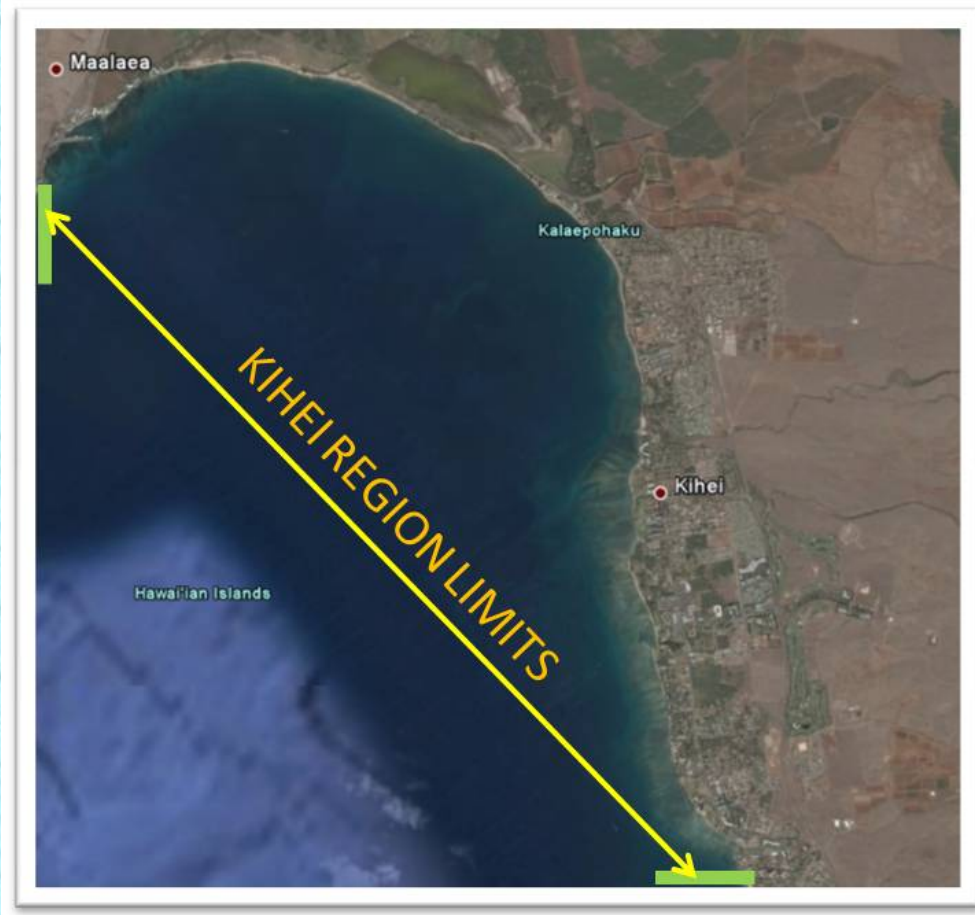 Maalaea
Kalaepohaku
KIHEI REGION LIMITS
Kihei
Hawai'ian Islands